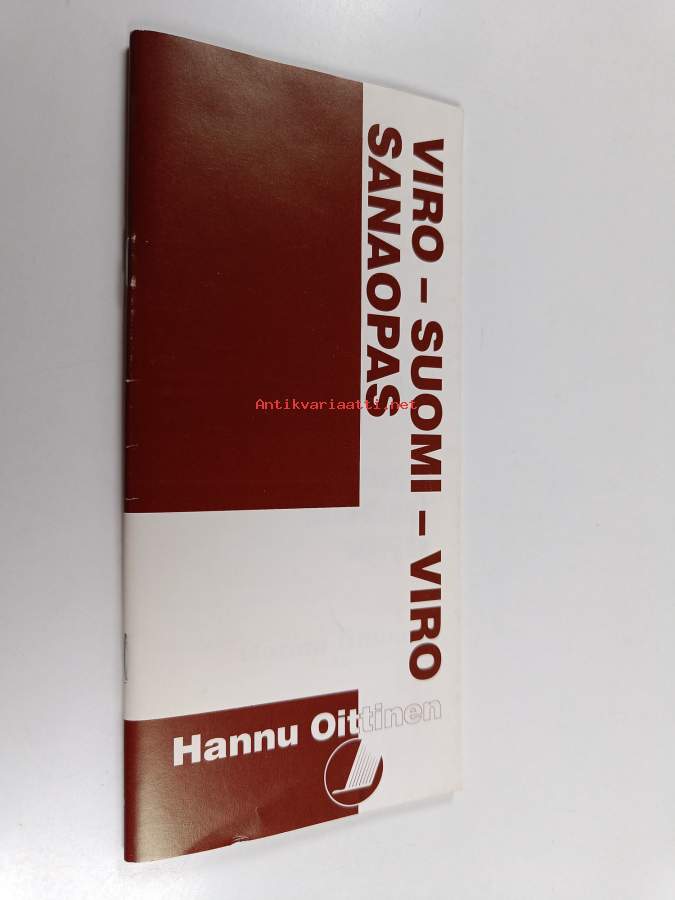 VIRO – SUOMI – VIRO
SANAOPAS
Antikvariaatti.net
Hannu Oittinen